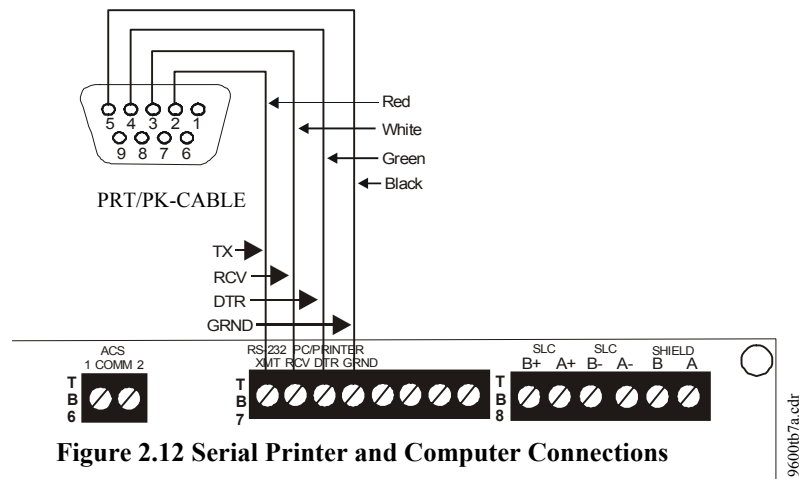 5 4 3 2 1
9 8 7 6
Red
White
Green
Black
PRT/PK-CABLE
TX
RCV
DTR
GRND
ACS
1 COMM 2
RS-232 PC/PRINTER
XMT RCV DTR GRND
SLC SLC SHIELD
B+ A+ B- A- B A
TB6
TB7
TB8
Figure 2.12 Serial Printer and Computer Connections
9600tb7a.cdr